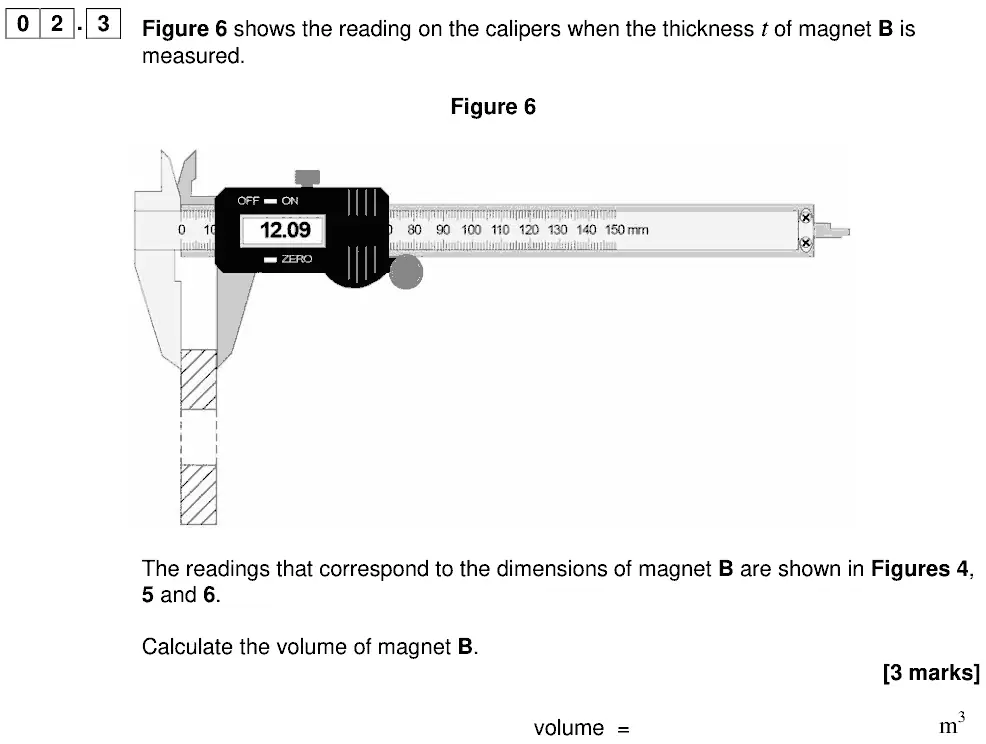 0 2 . 3 Figure 6 shows the reading on the calipers when the thickness t of magnet B is
measured.
Figure 6
OFF ON
12.09
ZERO
0 10 80 90 100 110 120 130 140 150 mm
The readings that correspond to the dimensions of magnet B are shown in Figures 4,
5 and 6.
Calculate the volume of magnet B.
[3 marks]
volume = m³